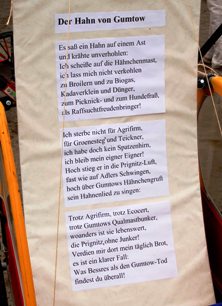 Der Hahn von Gumtow
Es saß ein Hahn auf einem Ast
und krähte unverhohlen:
Ich scheiße auf die Hähnchenmast,
ich lass mich nicht verkohlen
zu Broilern und zu Biogas,
Kadaverklein und Dünger,
zum Picknick- und zum Hundefraß,
als Raffsuchtfreudenbringer!
Ich sterbe nicht für Agrifirm,
für Groenesteg und Teickner,
ich habe doch kein Spatzenhirn,
ich bleib mein eigner Eigner!
Hoch stieg er in die Prignitz-Luft,
fast wie auf Adlers Schwingen,
hoch über Gumtows Hähnchengruft
sein Hahnenlied zu singen:
Trotz Agrifirm, trotz Ecocert,
trotz Gumtows Qualmastbunker,
woanders ist sie lebenswert,
die Prignitz, ohne Junker!
Verdien mir dort mein täglich Brot,
es ist ein klarer Fall:
Was Bessres als den Gumtow-Tod
findest du überall!